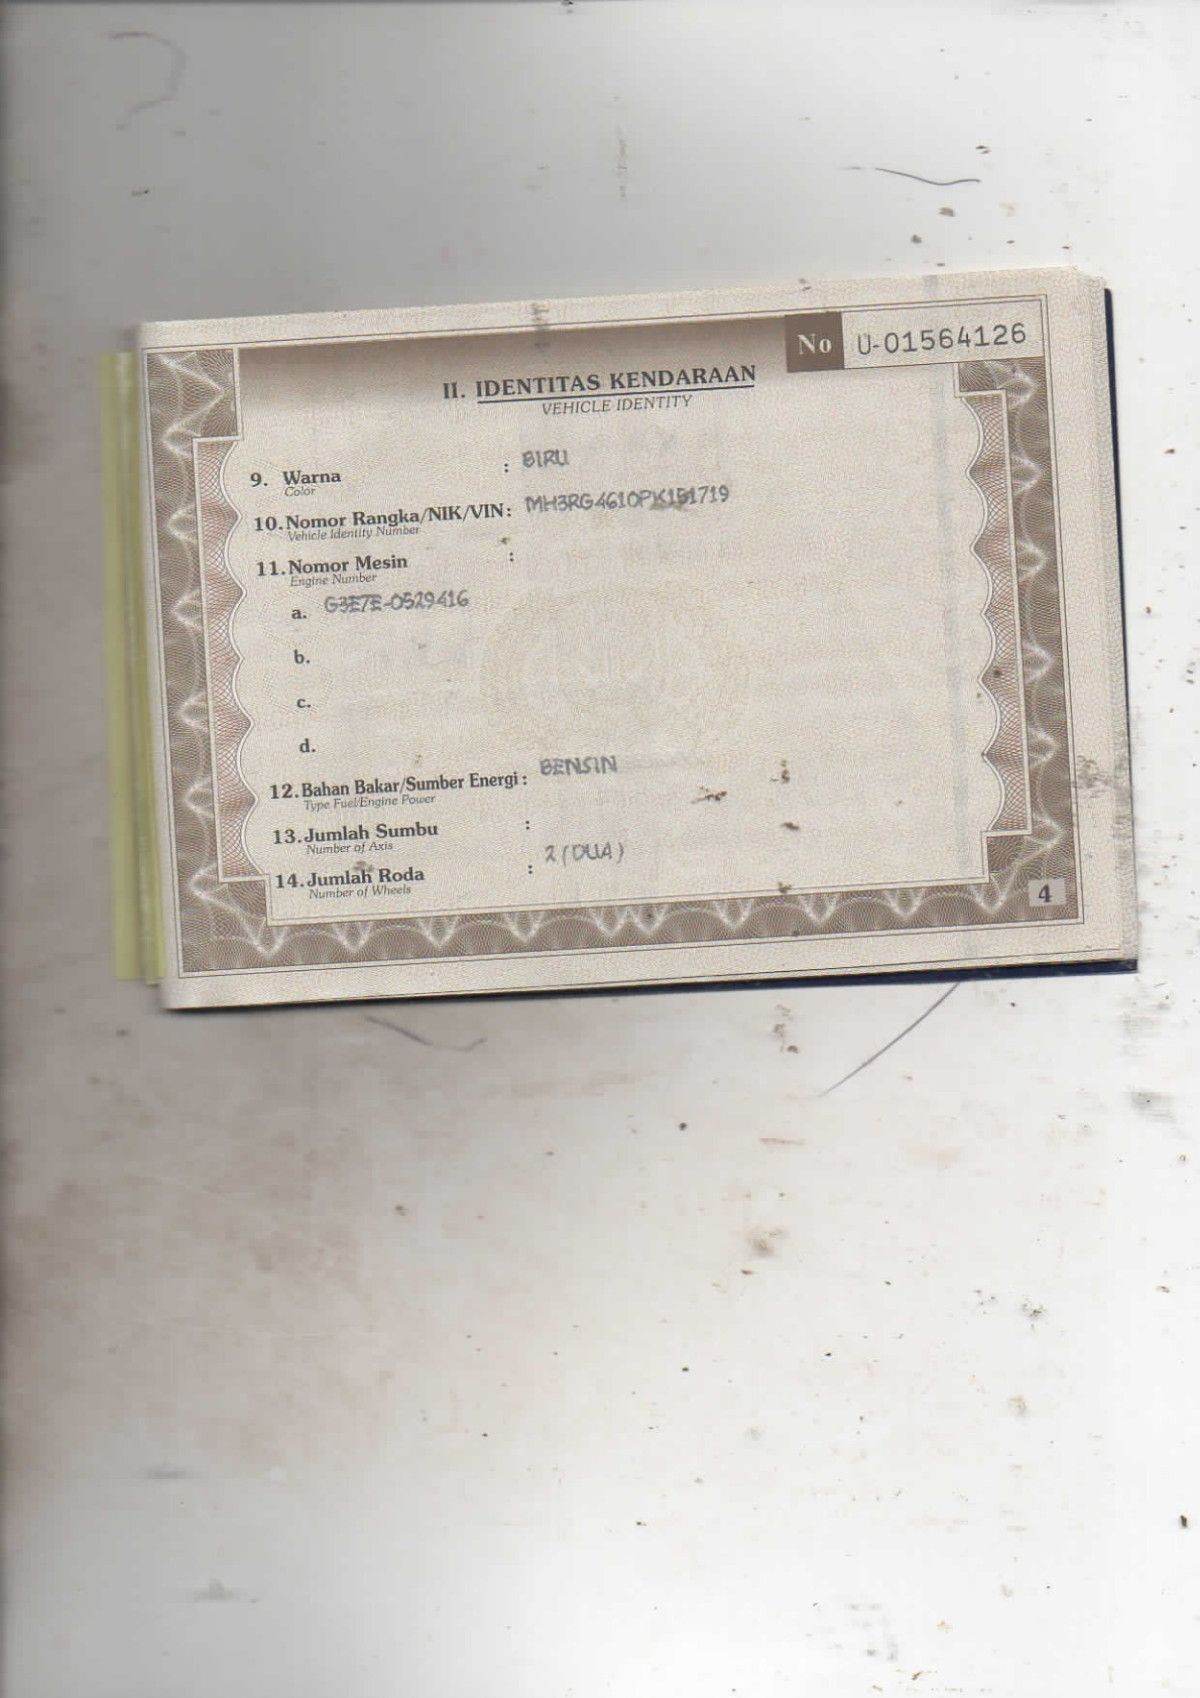 No U-01564126
II. IDENTITAS KENDARAAN
VEHICLE IDENTITY
9. Warna : BIRU
Color
10. Nomor Rangka/NIK/VIN : MH3RG4610PK151719
Vehicle Identity Number
11. Nomor Mesin :
Engine Number
a. G3E7E-0529416
b.
c.
d.
12. Bahan Bakar/Sumber Energi : BENSIN
Type Fuel/Engine Power
13. Jumlah Sumbu :
Number of Axis
14. Jumlah Roda : 2 (DUA)
Number of Wheels
4